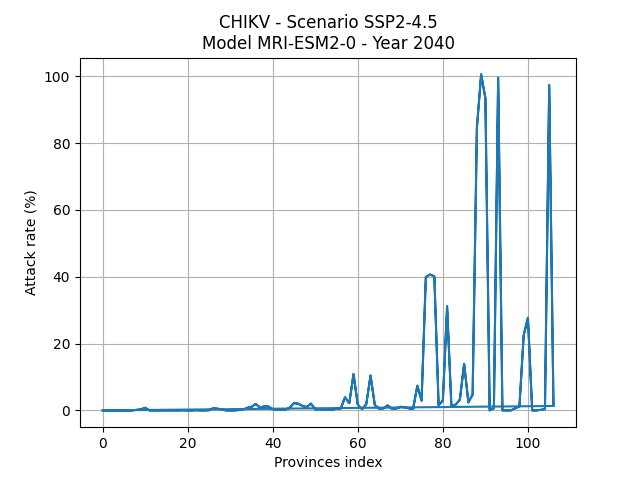 CHIKV - Scenario SSP2-4.5
Model MRI-ESM2-0 - Year 2040
100
80
60
40
20
0
Attack rate (%)
0 20 40 60 80 100
Provinces index